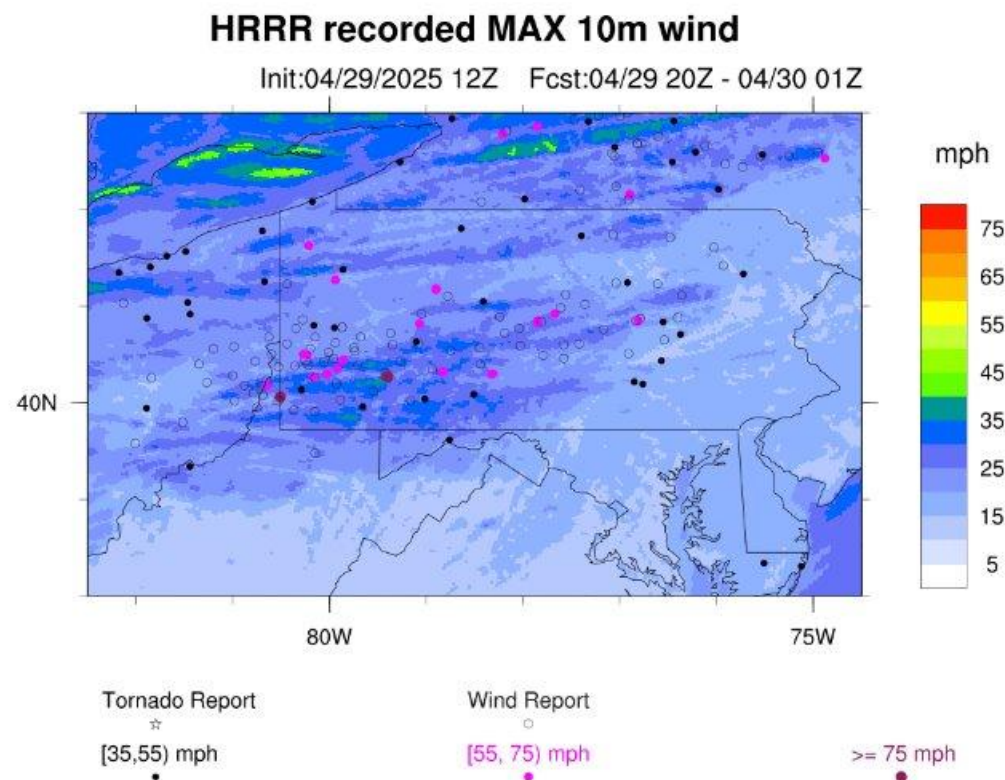 HRRR recorded MAX 10m wind
Init:04/29/2025 12Z Fcst:04/29 20Z - 04/30 01Z
mph
75
65
55
45
35
25
15
5
40N
80W 75W
Tornado Report Wind Report
[35,55) mph [55, 75) mph >= 75 mph